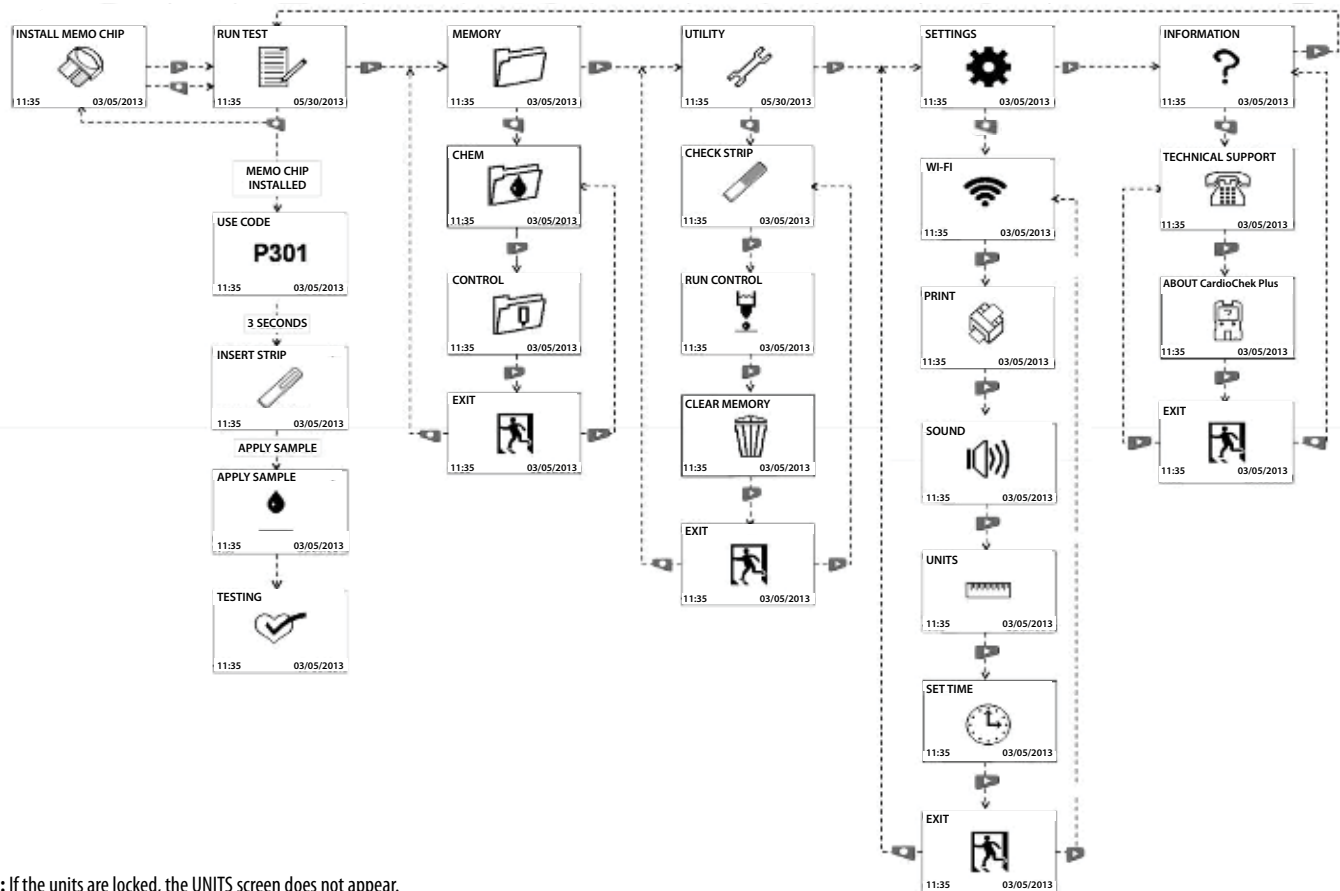 INSTALL MEMO CHIP
11:35 03/05/2013
RUN TEST
11:35 05/30/2013
MEMORY
11:35 03/05/2013
UTILITY
11:35 05/30/2013
SETTINGS
11:35 03/05/2013
INFORMATION
?
11:35 03/05/2013
MEMO CHIP
INSTALLED
USE CODE
P301
11:35 03/05/2013
3 SECONDS
INSERT STRIP
11:35 03/05/2013
APPLY SAMPLE
APPLY SAMPLE
11:35 03/05/2013
TESTING
11:35 03/05/2013
CHEM
11:35 03/05/2013
CONTROL
11:35 03/05/2013
EXIT
11:35 03/05/2013
CHECK STRIP
11:35 03/05/2013
RUN CONTROL
11:35 03/05/2013
CLEAR MEMORY
11:35 03/05/2013
EXIT
11:35 03/05/2013
WI-FI
11:35 03/05/2013
PRINT
11:35 03/05/2013
SOUND
11:35 03/05/2013
UNITS
11:35 03/05/2013
SET TIME
11:35 03/05/2013
EXIT
11:35 03/05/2013
TECHNICAL SUPPORT
11:35 03/05/2013
ABOUT CardioChek Plus
11:35 03/05/2013
EXIT
11:35 03/05/2013
: If the units are locked, the UNITS screen does not appear.